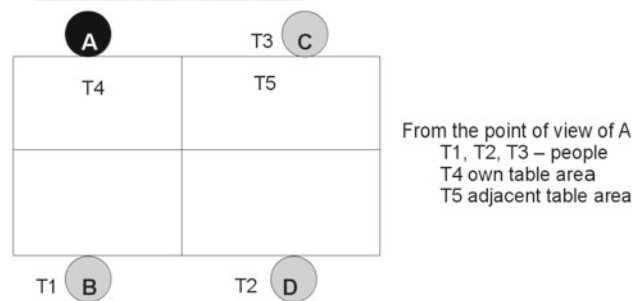 A
T3
C
T4
T5
From the point of view of A
T1, T2, T3 – people
T4 own table area
T5 adjacent table area
T1
B
T2
D